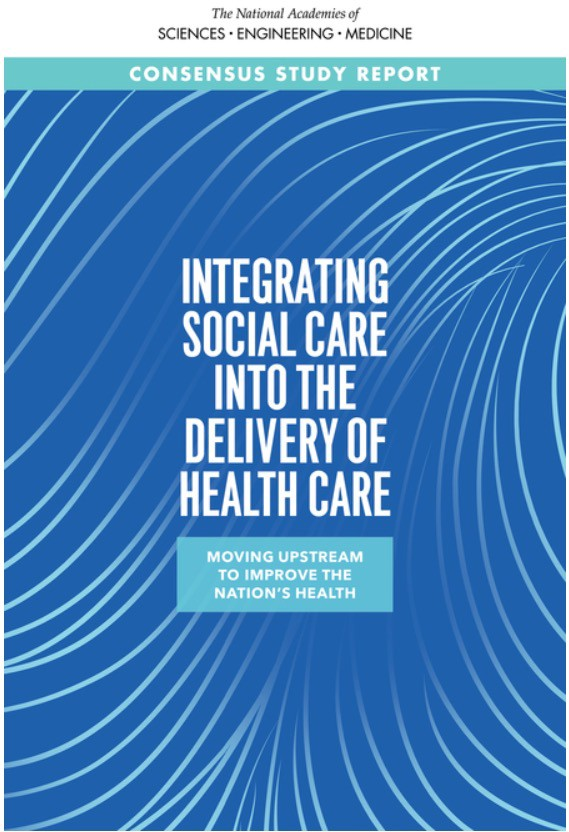 The National Academies of
SCIENCES • ENGINEERING • MEDICINE
CONSENSUS STUDY REPORT
INTEGRATING
SOCIAL CARE
INTO THE
DELIVERY OF
HEALTH CARE
MOVING UPSTREAM
TO IMPROVE THE
NATION'S HEALTH